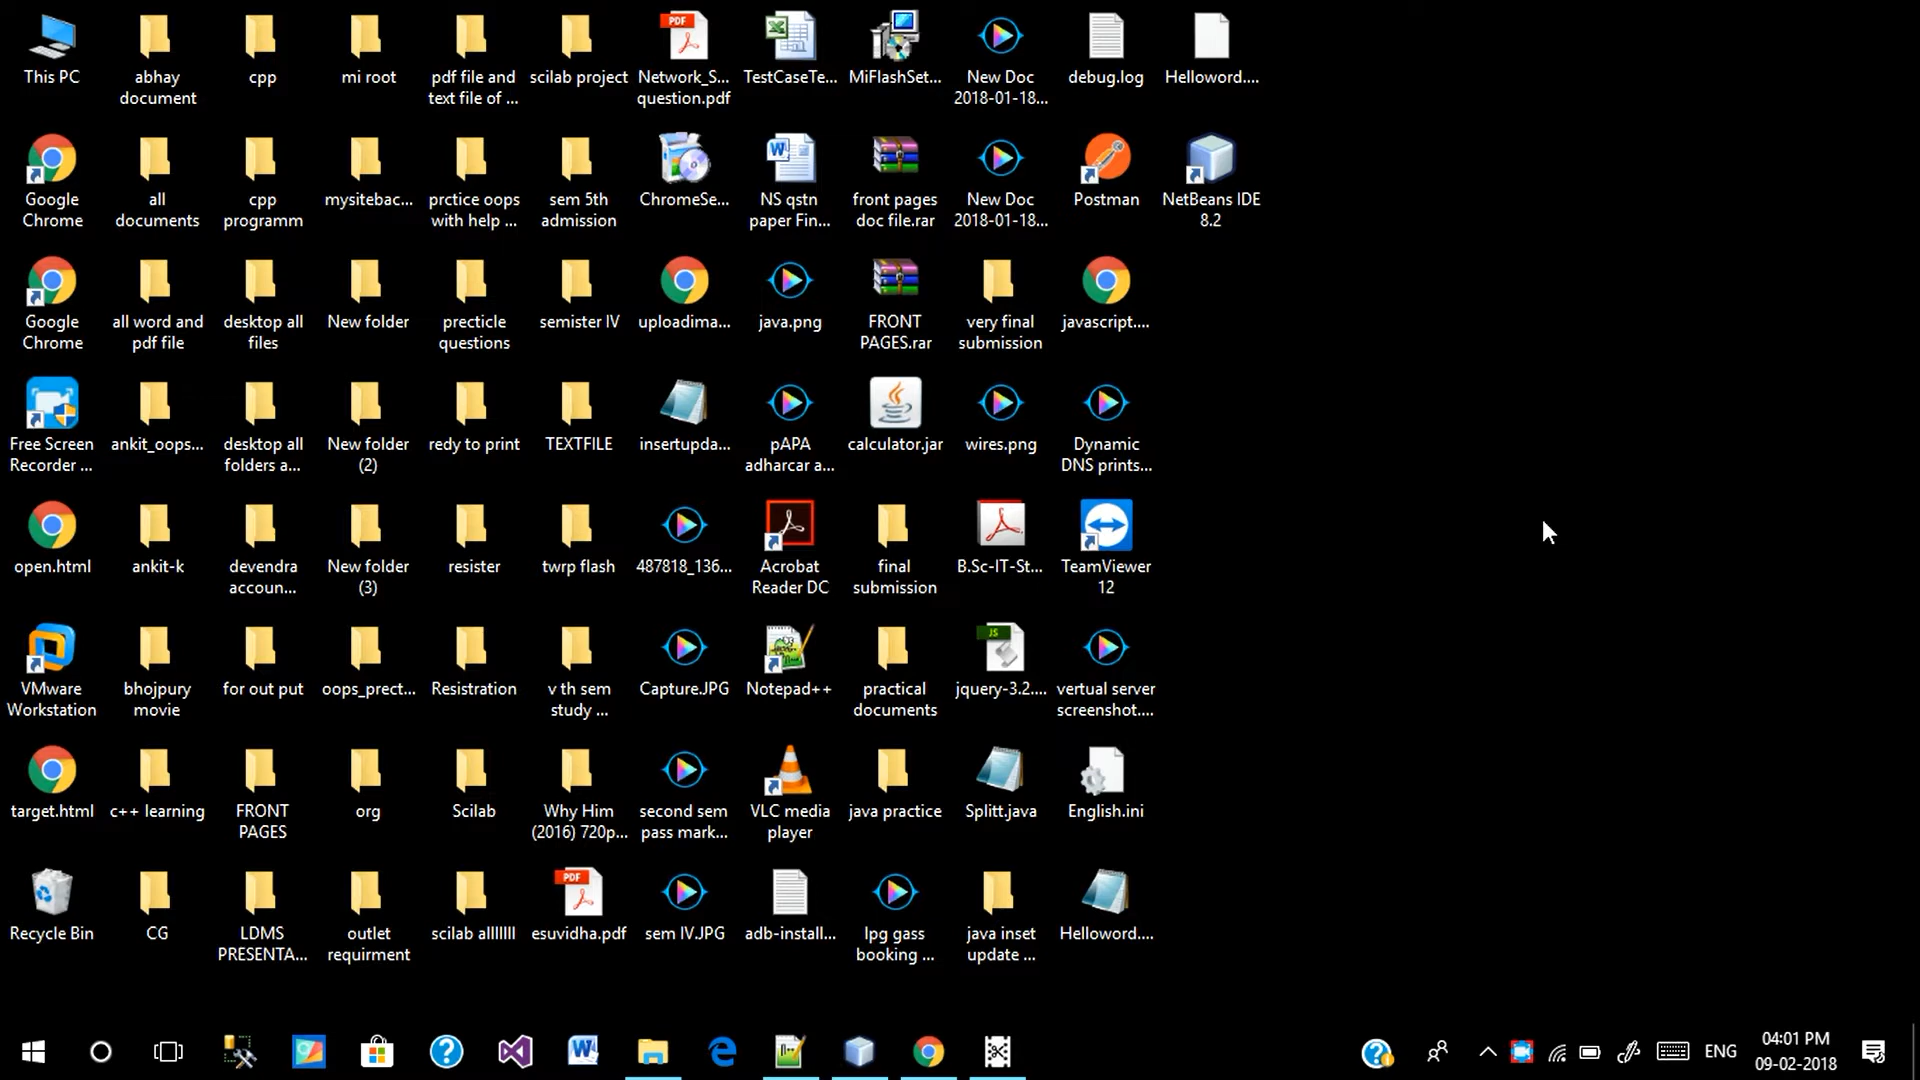 This PC
abhay
document
cpp
mi root
pdf file and
text file of ...
scilab project
PDF
Network_S...
question.pdf
TestCaseTe...
MiFlashSet...
New Doc
2018-01-18...
debug.log
Helloword....
Google
Chrome
all
documents
cpp
programm
mysitebac...
prctice oops
with help ...
sem 5th
admission
ChromeSe...
NS qstn
paper Fin...
front pages
doc file.rar
New Doc
2018-01-18...
Postman
NetBeans IDE
8.2
Google
Chrome
all word and
pdf file
desktop all
files
New folder
precticle
questions
semister IV
uploadima...
java.png
FRONT
PAGES.rar
very final
submission
javascript....
Free Screen
Recorder ...
ankit_oops...
desktop all
folders a...
New folder
(2)
redy to print
TEXTFILE
insertupda...
pAPA
adharcar a...
calculator.jar
wires.png
Dynamic
DNS prints...
open.html
ankit-k
devendra
accoun...
New folder
(3)
resister
twrp flash
487818_136...
Acrobat
Reader DC
final
submission
B.Sc-IT-St...
TeamViewer
12
VMware
Workstation
bhojpury
movie
for out put
oops_prect...
Resistration
v th sem
study ...
Capture.JPG
Notepad++
practical
documents
JS
jquery-3.2....
vertual server
screenshot....
target.html
c++ learning
FRONT
PAGES
org
Scilab
Why Him
(2016) 720p...
second sem
pass mark...
VLC media
player
java practice
Splitt.java
English.ini
Recycle Bin
CG
LDMS
PRESENTA...
outlet
requirment
scilab alllllll
PDF
esuvidha.pdf
sem IV.JPG
adb-install...
lpg gass
booking ...
java inset
update ...
Helloword....
ENG
04:01 PM
09-02-2018